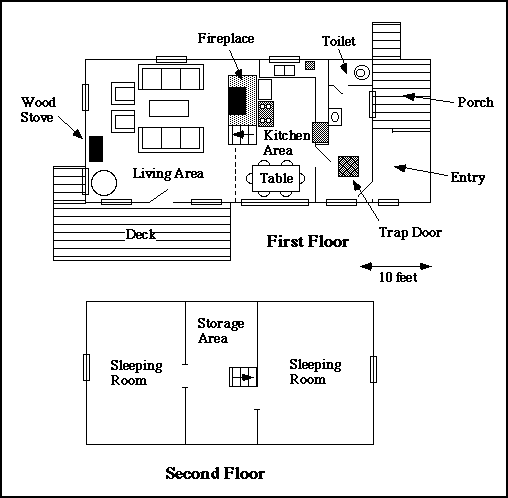 Fireplace
Toilet
Wood
Stove
Porch
Kitchen
Area
Living Area
Table
Entry
Trap Door
Deck
First Floor
10 feet
Storage
Area
Sleeping
Room
Sleeping
Room
Second Floor